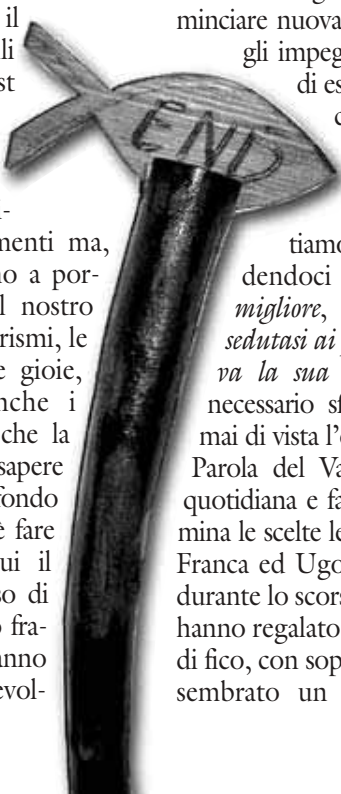 il
li
st
i-
menti ma,
no a por-
l nostro
rismi, le
e gioie,
nche i
che la
sapere
fondo
è fare
ui il
so di
o fra-
anno
evol-
END
minciare nuova
gli impeg
di es
c
tiamo
dendoci
migliore,
sedutasi ai
va la sua
necessario sf
mai di vista l'
Parola del Va
quotidiana e fa
mina le scelte le
Franca ed Ugo
durante lo scors
hanno regalato
di fico, con sop
sembrato un